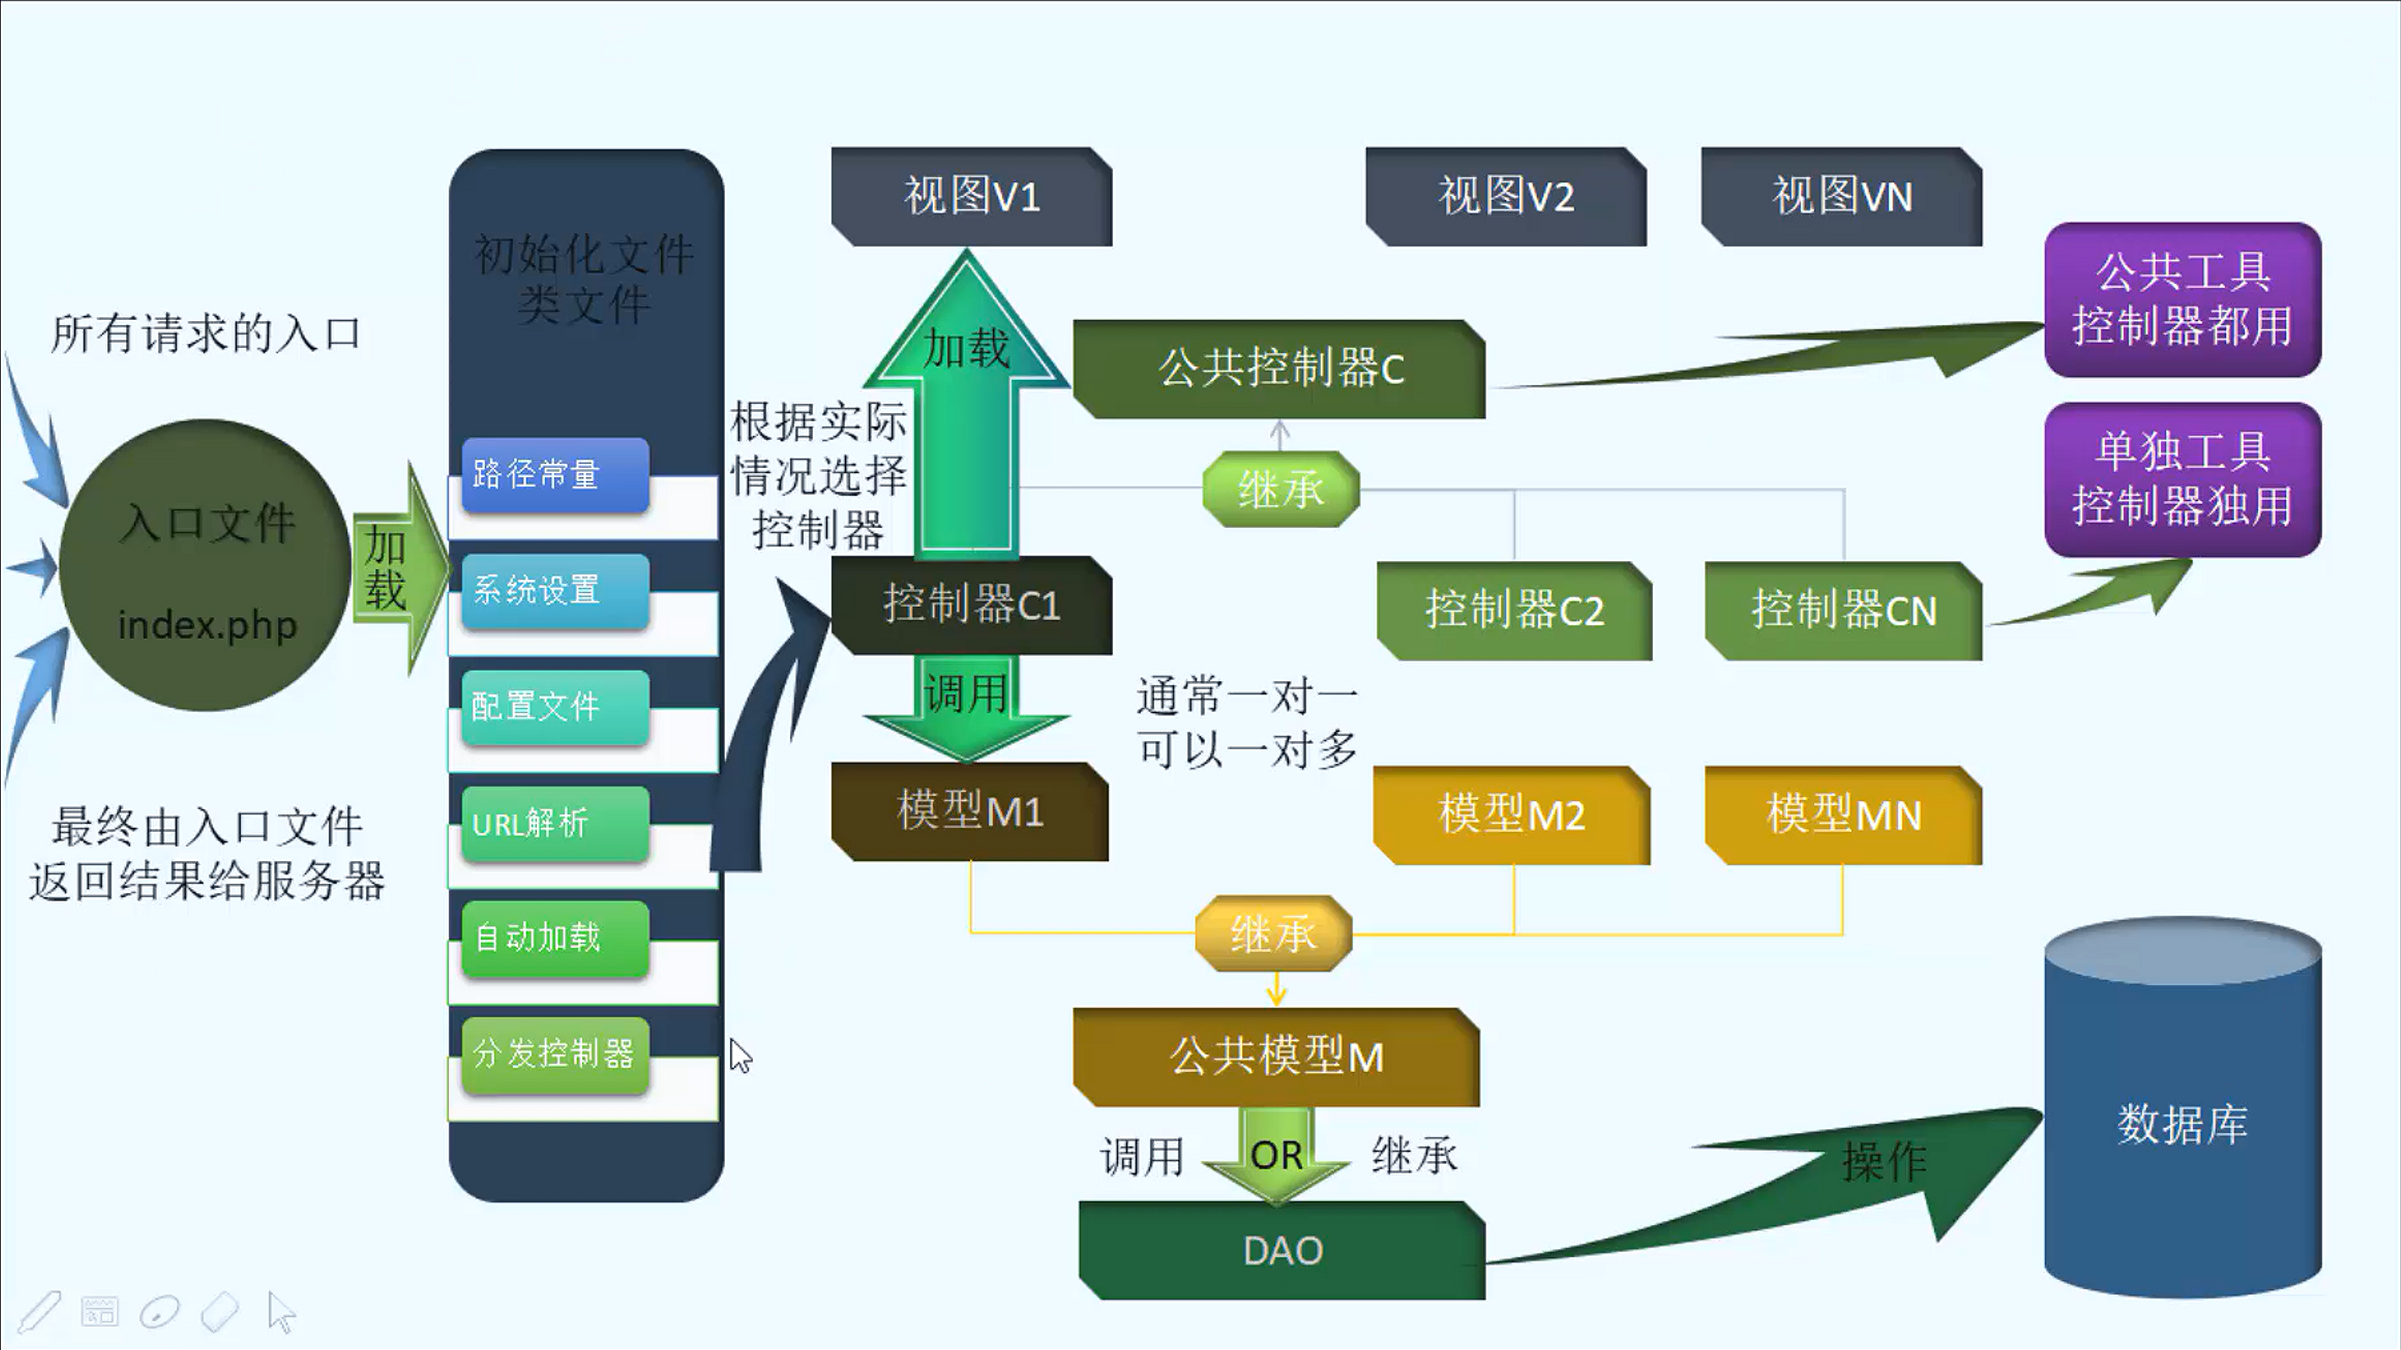 所有请求的入口
入口文件
index.php
最终由入口文件
返回结果给服务器
加
载
初始化文件
类文件
路径常量
系统设置
配置文件
URL解析
自动加载
分发控制器
根据实际
情况选择
控制器
视图V1
视图V2
视图VN
加载
公共控制器C
公共工具
控制器都用
继承
单独工具
控制器独用
控制器C1
控制器C2
控制器CN
调用
通常一对一
可以一对多
模型M1
模型M2
模型MN
继承
公共模型M
调用
OR
继承
DAO
操作
数据库